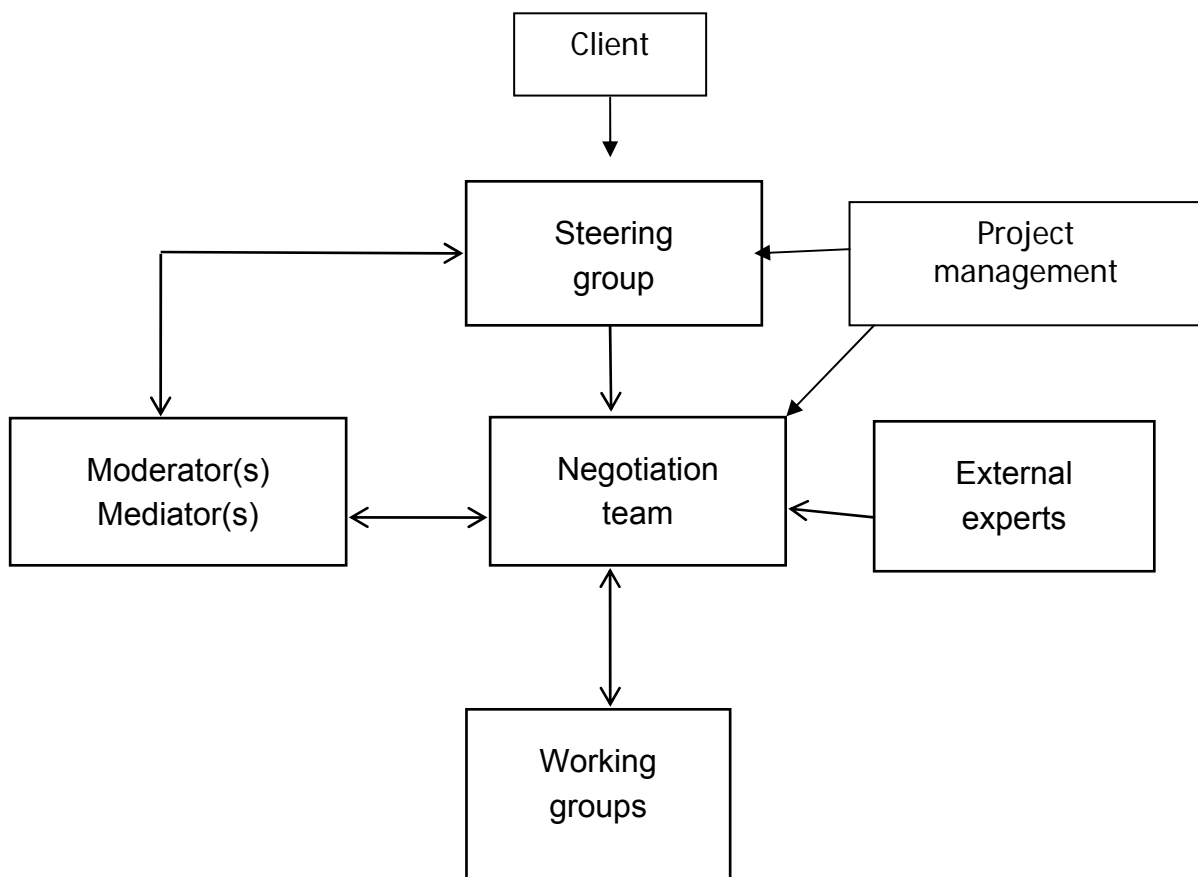 Client
Steering
group
Project
management
Moderator(s)
Mediator(s)
Negotiation
team
External
experts
Working
groups